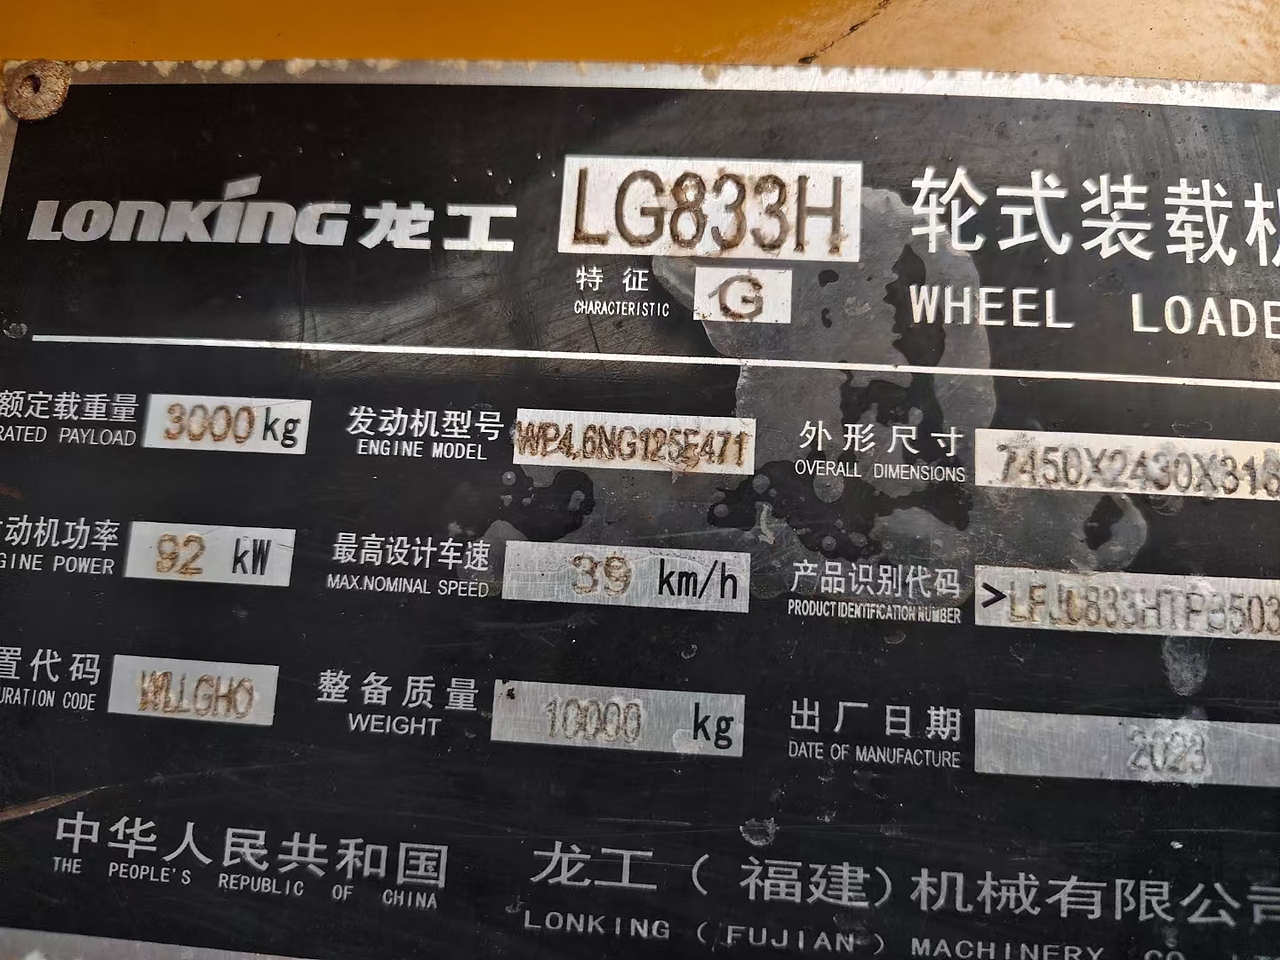 LONKING 龙工 LG833H 轮式装载
特征 G
CHARACTERISTIC
WHEEL LOADE
额定载重量 3000kg
RATED PAYLOAD
发动机型号 WP4.6NG125E471
ENGINE MODEL
外形尺寸 7450X2430X316
OVERALL DIMENSIONS
动机功率 92 kW
GINE POWER
最高设计车速 39 km/h
MAX.NOMINAL SPEED
产品识别代码
PRODUCT IDENTIFICATION NUMBER
置代码
URATION CODE
整备质量 10000 kg
WEIGHT
出厂日期 2023
DATE OF MANUFACTURE
中华人民共和国
THE PEOPLE'S REPUBLIC OF CHINA
龙工（福建）机械有限公司
LONKING (FUJIAN) MACHINERY CO